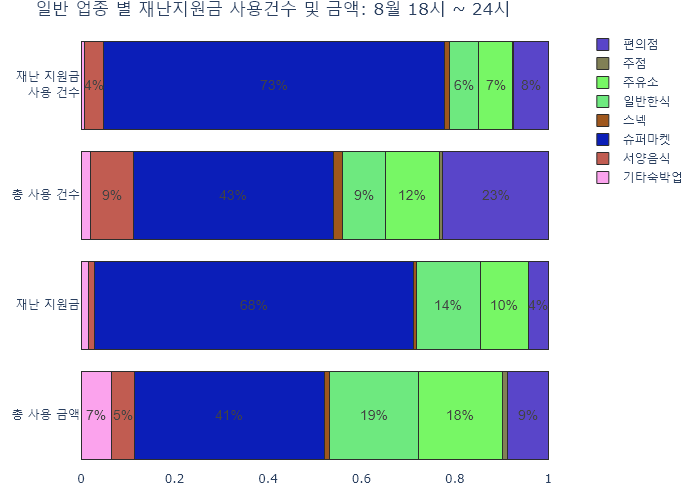 일반 업종 별 재난지원금 사용건수 및 금액: 8월 18시 ~ 24시
편의점
주점
주유소
일반한식
스넥
슈퍼마켓
서양음식
기타숙박업
재난 지원금
사용 건수
4% 73% 6% 7% 8%
총 사용 건수
9% 43% 9% 12% 23%
재난 지원금
68% 14% 10% 4%
총 사용 금액
7% 5% 41% 19% 18% 9%
0 0.2 0.4 0.6 0.8 1